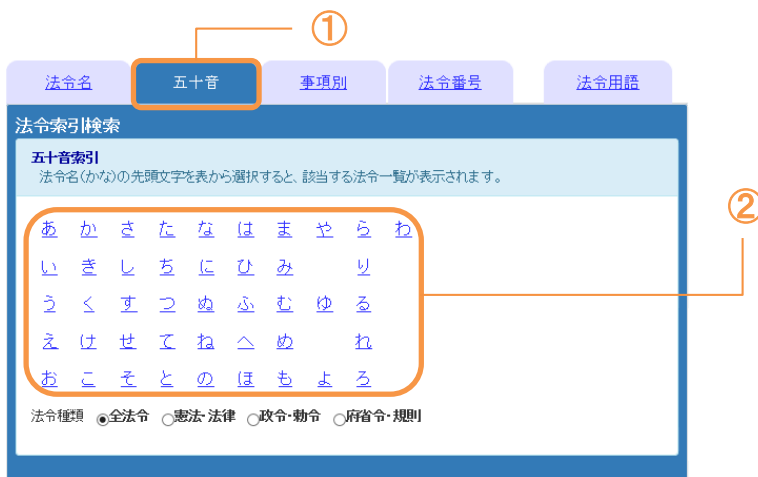 ①
法令名 五十音 事項別 法令番号 法令用語
法令索引検索
五十音索引
法令名(かな)の先頭文字を表から選択すると、該当する法令一覧が表示されます。
②
あ か さ た な は ま や ら わ
い き し ち に ひ み り
う く す つ ぬ ふ む ゆ る
え け せ て ね へ め れ
お こ そ と の ほ も よ ろ
法令種類 全法令 憲法・法律 政令・勅令 府省令・規則